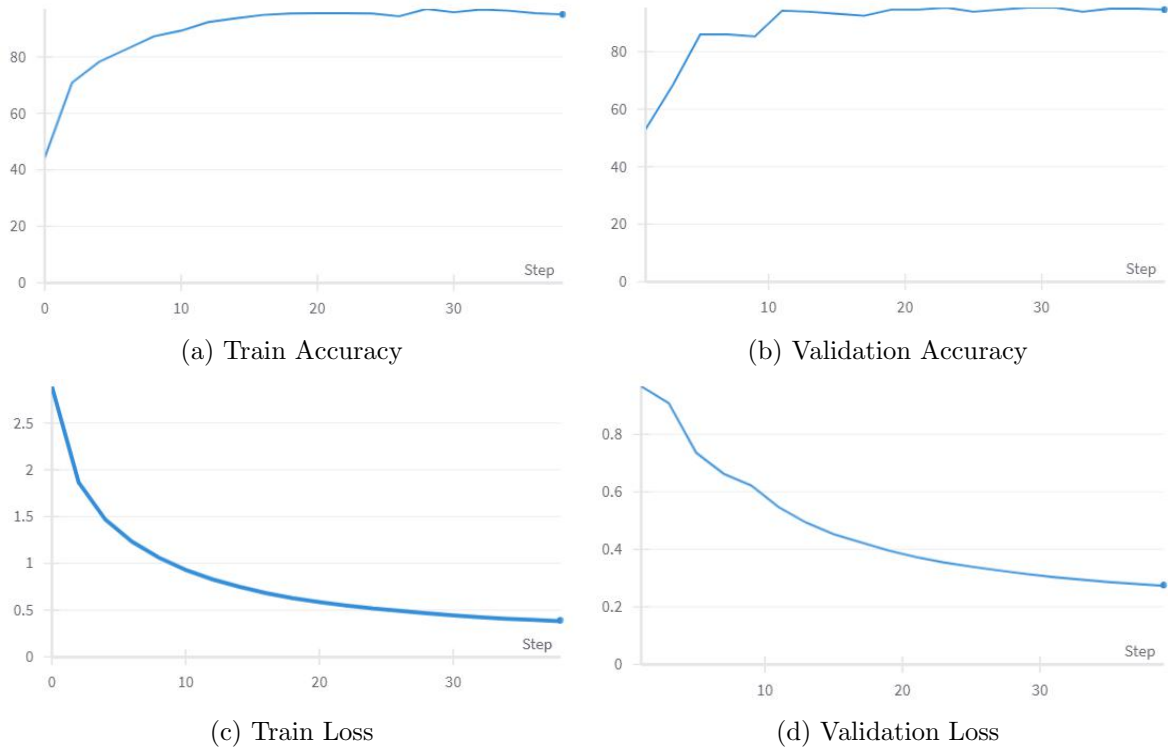 80
60
40
20
0
Step
0 10 20 30
(a) Train Accuracy
80
60
40
20
0
Step
10 20 30
(b) Validation Accuracy
2.5
2
1.5
1
0.5
0
Step
0 10 20 30
(c) Train Loss
0.8
0.6
0.4
0.2
0
Step
10 20 30
(d) Validation Loss